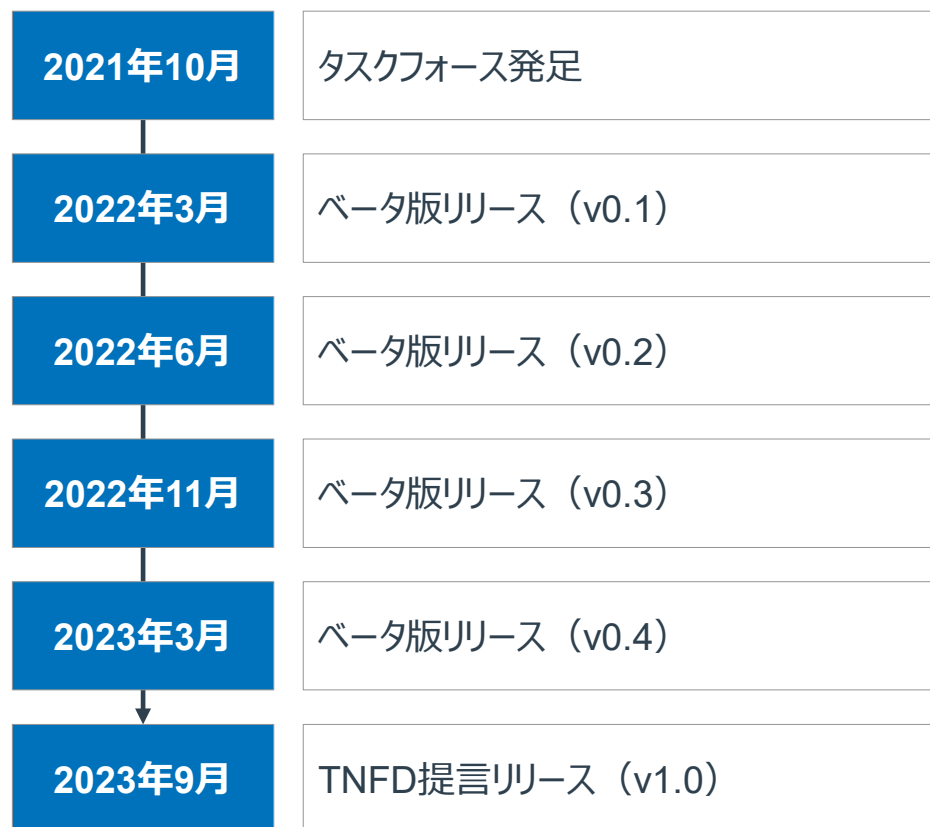 2021年10月
タスクフォース発足
2022年3月
ベータ版リリース（v0.1）
2022年6月
ベータ版リリース（v0.2）
2022年11月
ベータ版リリース（v0.3）
2023年3月
ベータ版リリース（v0.4）
2023年9月
TNFD提言リリース（v1.0）